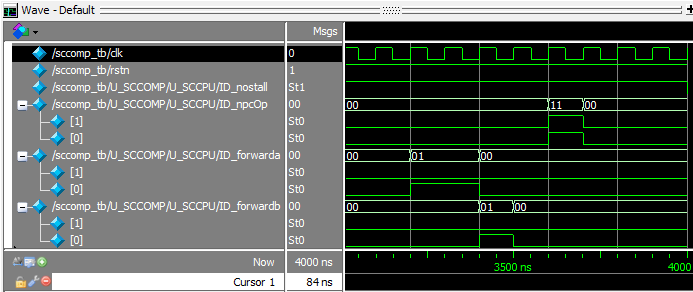 Wave - Default
Msgs
/sccomp_tb/clk 0
/sccomp_tb/rstn 1
/sccomp_tb/U_SCCOMP/U_SCCPU/ID_nostall St1
/sccomp_tb/U_SCCOMP/U_SCCPU/ID_npcOp 00 00 11 00
[1] St0
[0] St0
/sccomp_tb/U_SCCOMP/U_SCCPU/ID_forwarda 00 00 01 00
[1] St0
[0] St0
/sccomp_tb/U_SCCOMP/U_SCCPU/ID_forwardb 00 00 01 00
[1] St0
[0] St0
Now 4000 ns 3500 ns 4000
Cursor 1 84 ns